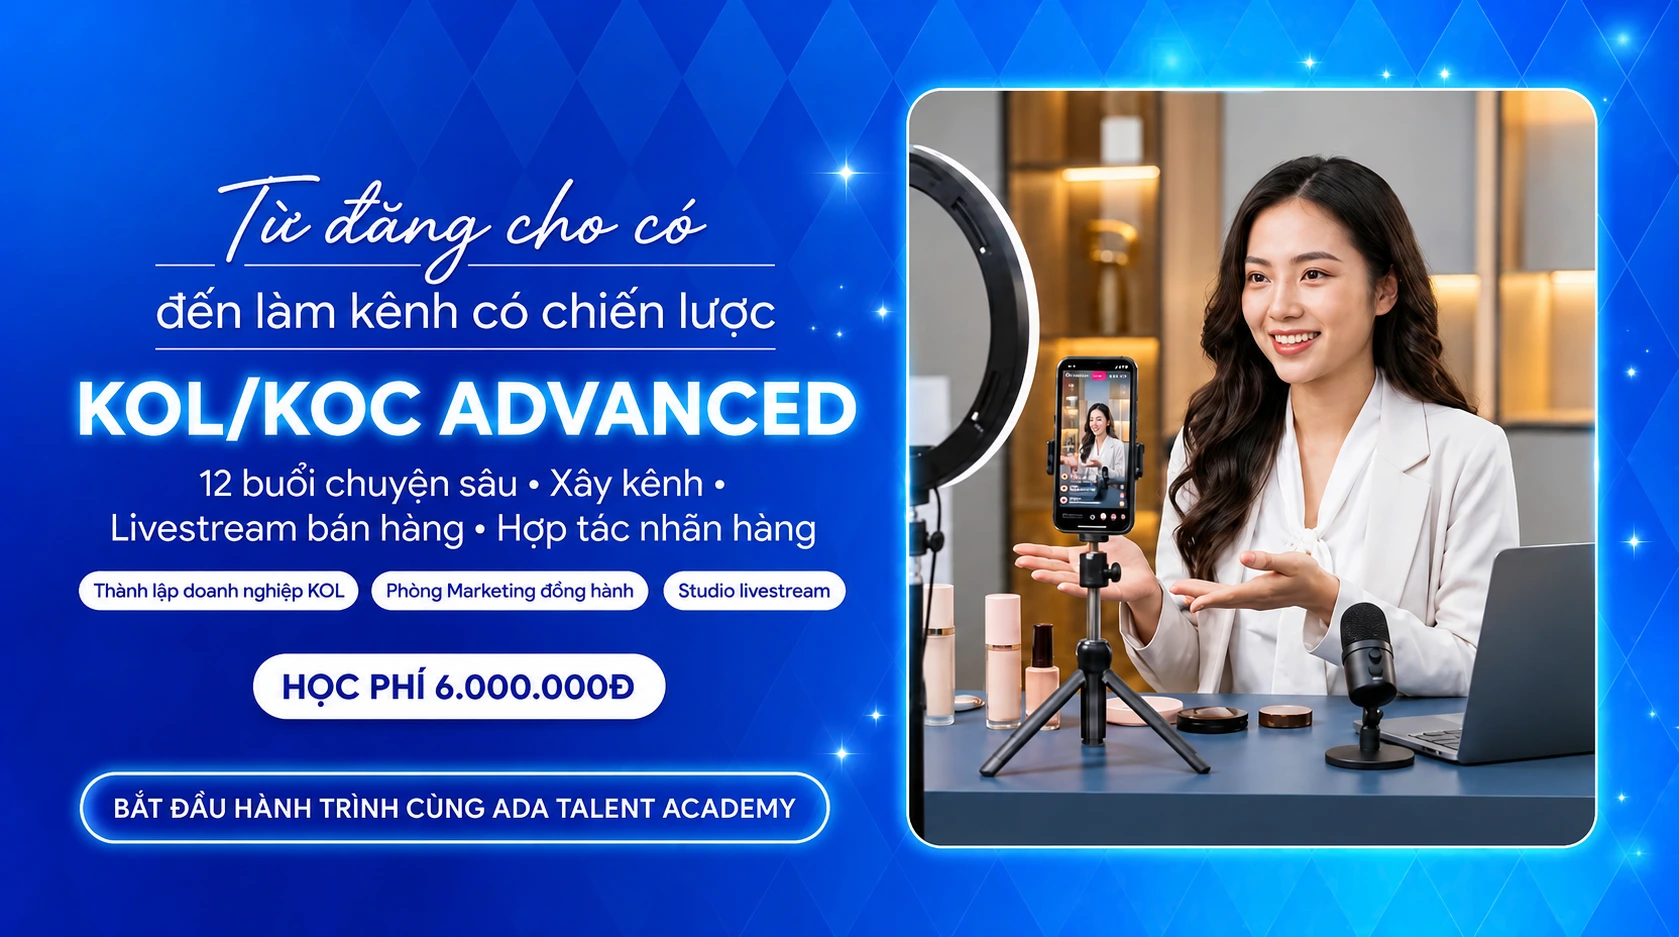 Từ đăng cho có
đến làm kênh có chiến lược
KOL/KOC ADVANCED
12 buổi chuyện sâu • Xây kênh •
Livestream bán hàng • Hợp tác nhãn hàng
Thành lập doanh nghiệp KOL
Phòng Marketing đồng hành
Studio livestream
HỌC PHÍ 6.000.000Đ
BẮT ĐẦU HÀNH TRÌNH CÙNG ADA TALENT ACADEMY